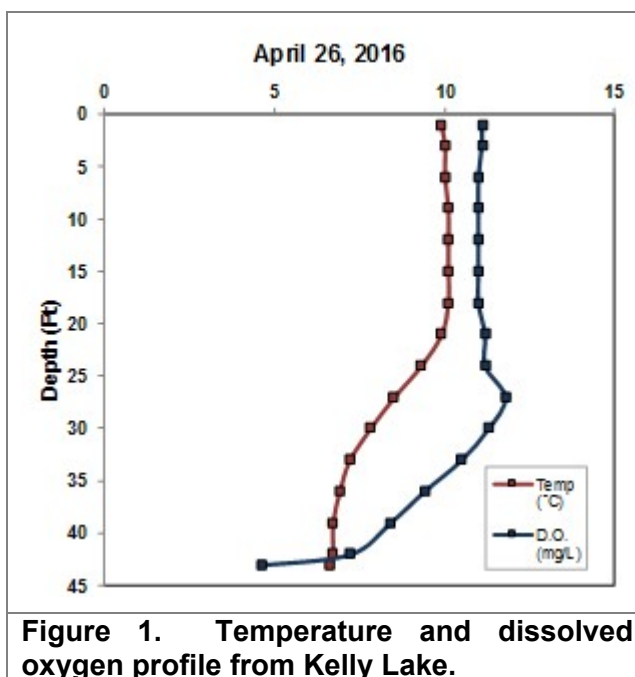 April 26, 2016
0 5 10 15
0
5
10
15
20
25
30
35
40
45
Depth (Ft)
Temp
(˚C)
D.O.
(mg/L)
Figure 1. Temperature and dissolved
oxygen profile from Kelly Lake.